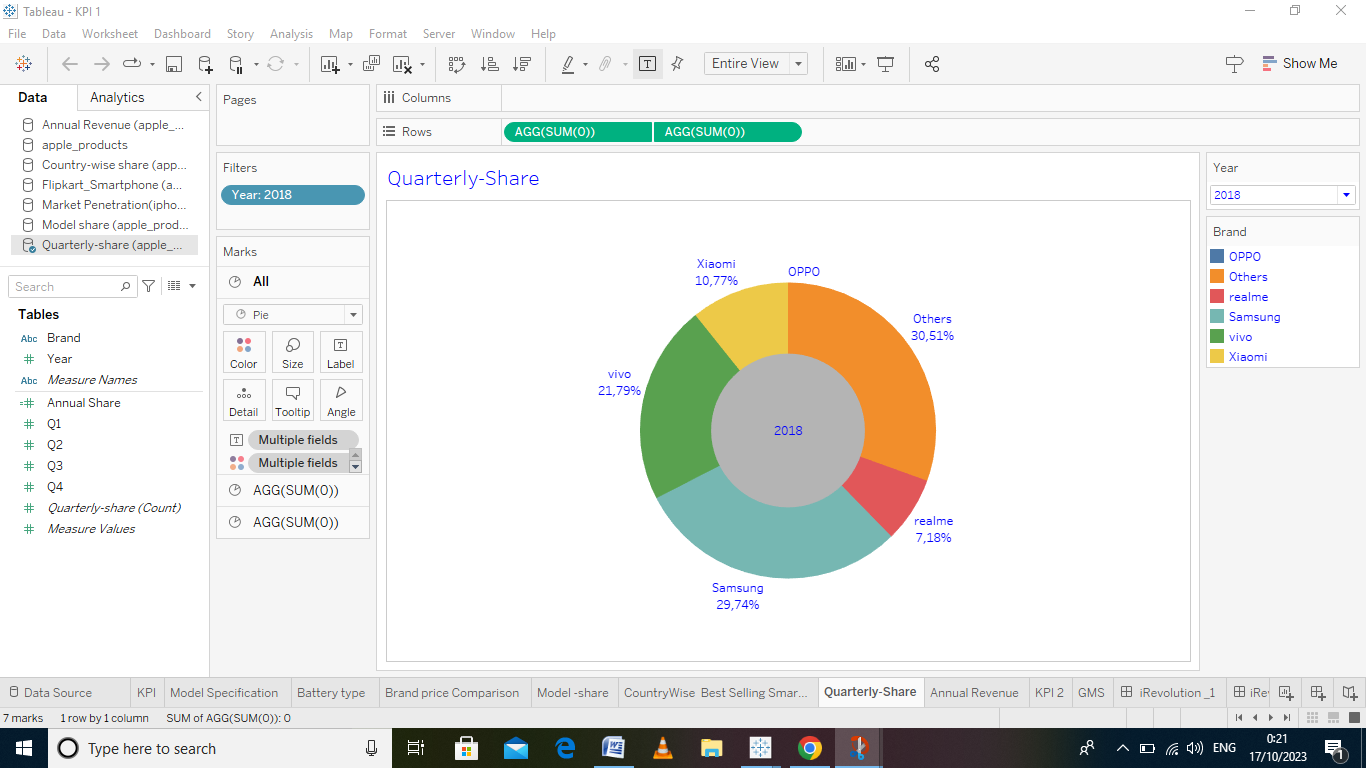 Tableau - KPI 1
File Data Worksheet Dashboard Story Analysis Map Format Server Window Help
Entire View
Show Me
Data Analytics
Annual Revenue (apple_...
apple_products
Country-wise share (app...
Flipkart_Smartphone (a...
Market Penetration(ipho...
Model share (apple_prod...
Quarterly-share (apple_...
Search
Tables
Abc Brand
Year
Abc Measure Names
Annual Share
Q1
Q2
Q3
Q4
Quarterly-share (Count)
Measure Values
Pages
Filters
Year: 2018
Marks
All
Pie
Color Size Label
Detail Tooltip Angle
Multiple fields
Multiple fields
AGG(SUM(0))
AGG(SUM(0))
Columns
Rows AGG(SUM(0)) AGG(SUM(0))
Quarterly-Share
Xiaomi
10,77%
OPPO
Others
30,51%
vivo
21,79%
2018
realme
7,18%
Samsung
29,74%
Year
2018
Brand
OPPO
Others
realme
Samsung
vivo
Xiaomi
Data Source KPI Model Specification Battery type Brand price Comparison Model -share CountryWise Best Selling Smar... Quarterly-Share Annual Revenue KPI 2 GMS iRevolution _1 iRe
7 marks 1 row by 1 column SUM of AGG(SUM(0)): 0
Type here to search
ENG
0:21
17/10/2023
1